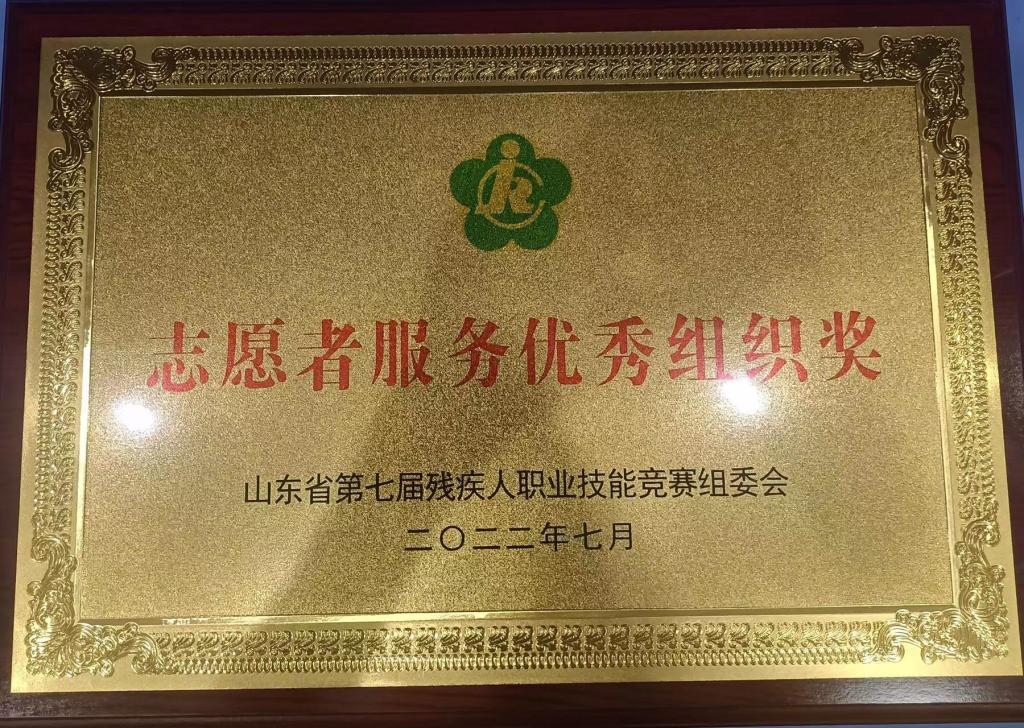 志愿者服务优秀组织奖
山东省第七届残疾人职业技能竞赛组委会
二〇二二年七月